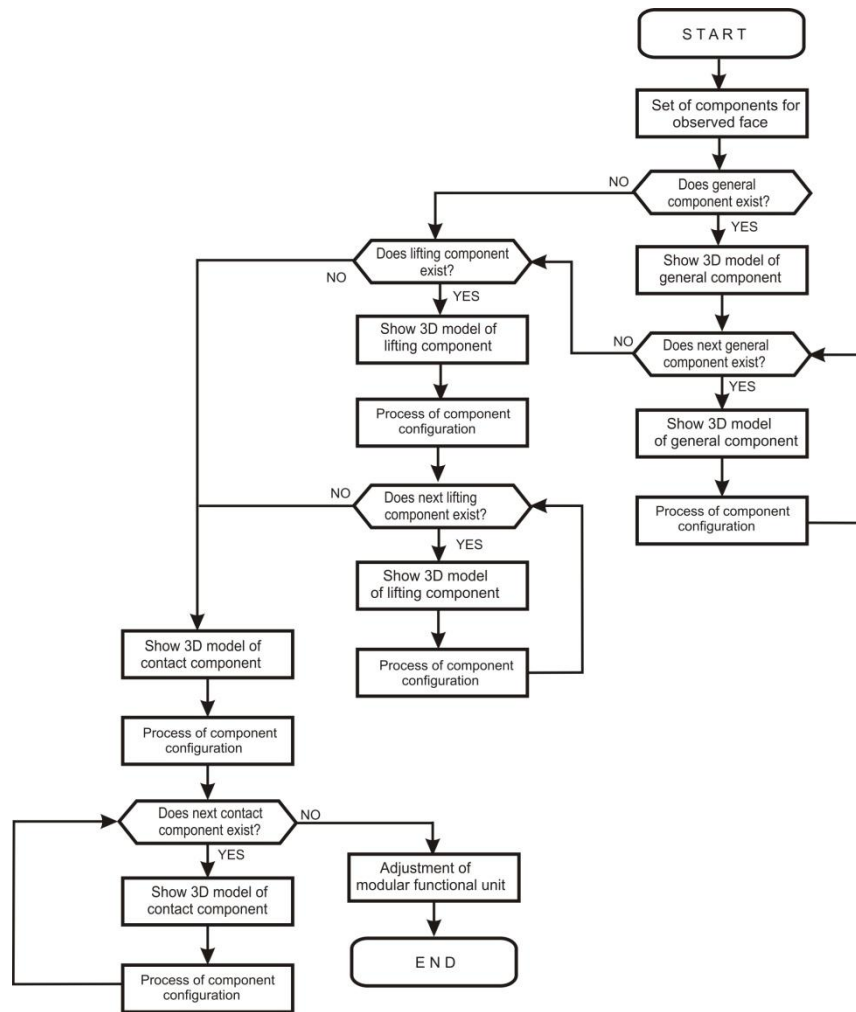 S T A R T
Set of components for
observed face
Does general
component exist?
NO
YES
Show 3D model of
general component
Does next general
component exist?
NO
YES
Show 3D model
of general component
Process of component
configuration
Does lifting component
exist?
NO
YES
Show 3D model of
lifting component
Process of component
configuration
Does next lifting
component exist?
NO
YES
Show 3D model
of lifting component
Process of component
configuration
Show 3D model of
contact component
Process of component
configuration
Does next contact
component exist?
NO
YES
Show 3D model of
contact component
Process of component
configuration
Adjustment of
modular functional unit
E N D